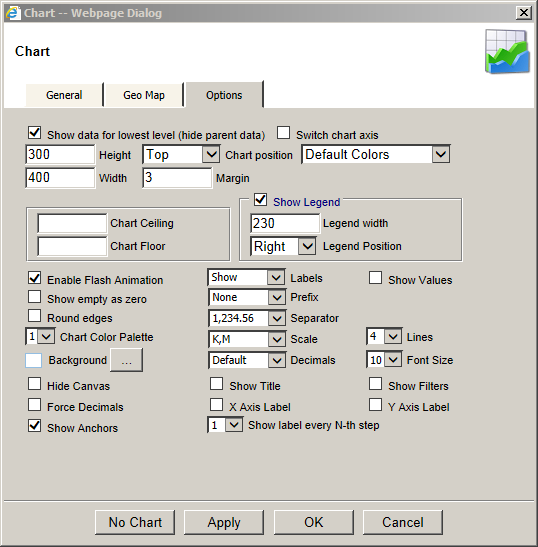 Chart -- Webpage Dialog
Chart
General Geo Map Options
Show data for lowest level (hide parent data) Switch chart axis
300 Height Top Chart position Default Colors
400 Width 3 Margin
Show Legend
Chart Ceiling 230 Legend width
Chart Floor Right Legend Position
Enable Flash Animation Show Labels Show Values
Show empty as zero None Prefix
Round edges 1,234.56 Separator
1 Chart Color Palette K,M Scale 4 Lines
Background ... Default Decimals 10 Font Size
Hide Canvas Show Title Show Filters
Force Decimals X Axis Label Y Axis Label
Show Anchors 1 Show label every N-th step
No Chart Apply OK Cancel